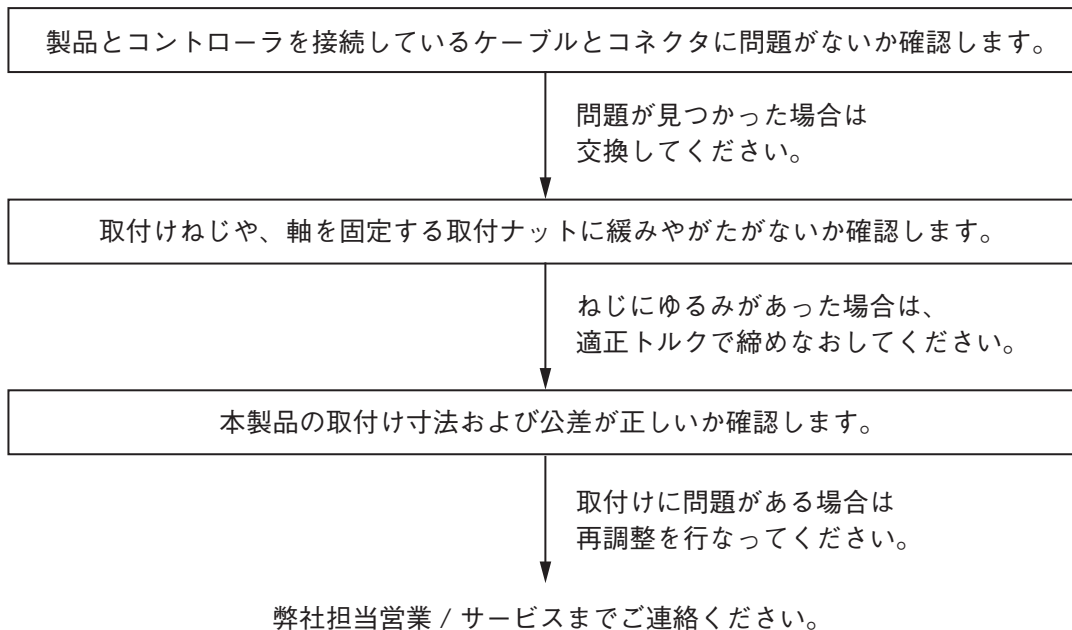 製品とコントローラを接続しているケーブルとコネクタに問題がないか確認します。
問題が見つかった場合は
交換してください。
取付けねじや、軸を固定する取付ナットに緩みやがたがないか確認します。
ねじにゆるみがあった場合は、
適正トルクで締めなおしてください。
本製品の取付け寸法および公差が正しいか確認します。
取付けに問題がある場合は
再調整を行なってください。
弊社担当営業 / サービスまでご連絡ください。